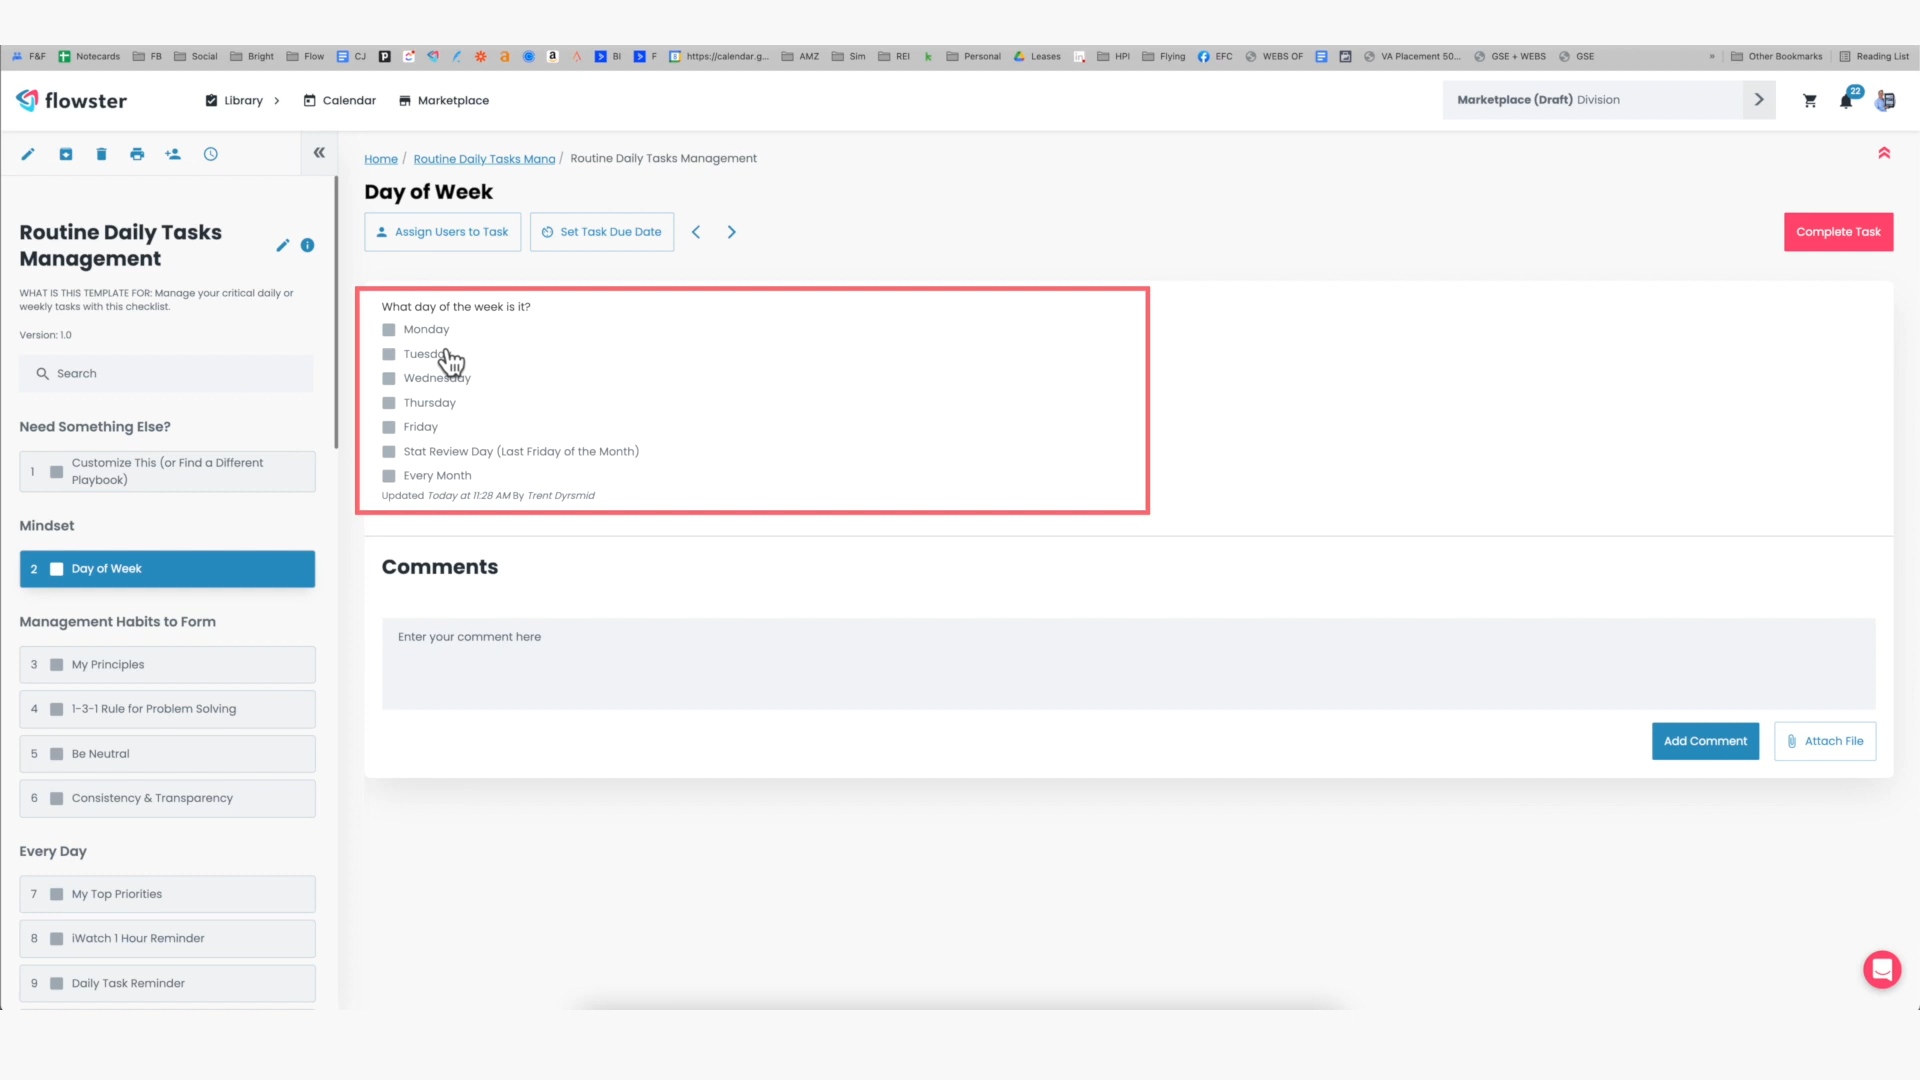 F&F Notecards FB Social Bright Flow CJ BI F https://calendar.g... AMZ Sim REI Personal Leases HPI Flying EFC WEBS OF VA Placement 50... GSE + WEBS GSE » Other Bookmarks Reading List
flowster Library Calendar Marketplace Marketplace (Draft) Division 22
Home / Routine Daily Tasks Mang / Routine Daily Tasks Management
Day of Week
Assign Users to Task Set Task Due Date Complete Task
Routine Daily Tasks
Management
WHAT IS THIS TEMPLATE FOR: Manage your critical daily or
weekly tasks with this checklist.
Version: 1.0
Search
Need Something Else?
1 Customize This (or Find a Different
Playbook)
Mindset
2 Day of Week
Management Habits to Form
3 My Principles
4 1-3-1 Rule for Problem Solving
5 Be Neutral
6 Consistency & Transparency
Every Day
7 My Top Priorities
8 iWatch 1 Hour Reminder
9 Daily Task Reminder
What day of the week is it?
Monday
Tuesday
Wednesday
Thursday
Friday
Stat Review Day (Last Friday of the Month)
Every Month
Updated Today at 11:28 AM By Trent Dyrsmid
Comments
Enter your comment here
Add Comment Attach File